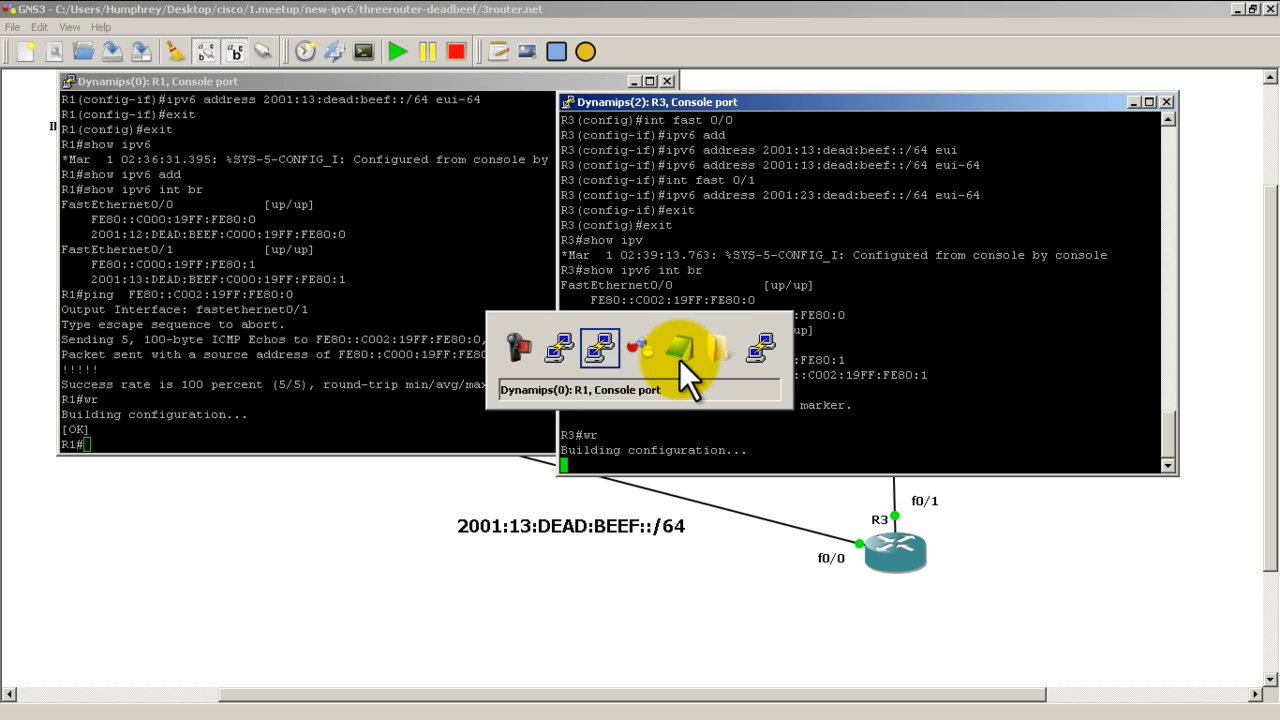 GNS3 - C:/Users/Humphrey/Desktop/cisco/1.meetup/new-ipv6/threerouter-deadbeef/3router.net
File Edit View Help
Dynamips(0): R1, Console port
R1(config-if)#ipv6 address 2001:13:dead:beef::/64 eui-64
R1(config-if)#exit
R1(config)#exit
R1#show ipv6
*Mar  1 02:36:31.395: %SYS-5-CONFIG_I: Configured from console by
R1#show ipv6 add
R1#show ipv6 int br
FastEthernet0/0            [up/up]
FE80::C000:19FF:FE80:0
2001:12:DEAD:BEEF:C000:19FF:FE80:0
FastEthernet0/1            [up/up]
FE80::C000:19FF:FE80:1
2001:13:DEAD:BEEF:C000:19FF:FE80:1
R1#ping  FE80::C002:19FF:FE80:0
Output Interface: fastethernet0/1
Type escape sequence to abort.
Sending 5, 100-byte ICMP Echos to FE80::C002:19FF:FE80:0,
Packet sent with a source address of FE80::C000:19FF:FE80:
!!!!!
Success rate is 100 percent (5/5), round-trip min/avg/max
R1#wr
Building configuration...
[OK]
R1#
Dynamips(2): R3, Console port
R3(config)#int fast 0/0
R3(config-if)#ipv6 add
R3(config-if)#ipv6 address 2001:13:dead:beef::/64 eui
R3(config-if)#ipv6 address 2001:13:dead:beef::/64 eui-64
R3(config-if)#int fast 0/1
R3(config-if)#ipv6 address 2001:23:dead:beef::/64 eui-64
R3(config-if)#exit
R3(config)#exit
R3#show ipv
*Mar  1 02:39:13.763: %SYS-5-CONFIG_I: Configured from console by console
R3#show ipv6 int br
FastEthernet0/0            [up/up]
FE80::C002:19FF:FE80:0
:FE80:0
up]
FE80:1
::C002:19FF:FE80:1
marker.
R3#wr
Building configuration...
Dynamips(0): R1, Console port
f0/1
R3
2001:13:DEAD:BEEF::/64
f0/0